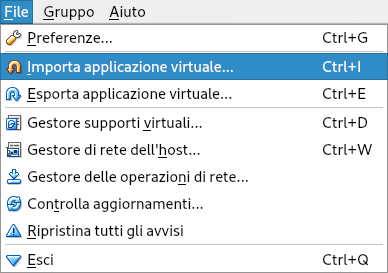 File Gruppo Aiuto
Preferenze... Ctrl+G
Importa applicazione virtuale... Ctrl+I
Esporta applicazione virtuale... Ctrl+E
Gestore supporti virtuali... Ctrl+D
Gestore di rete dell'host... Ctrl+W
Gestore delle operazioni di rete...
Controlla aggiornamenti...
Ripristina tutti gli avvisi
Esci Ctrl+Q